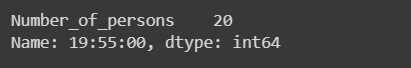 Number_of_persons    20
Name: 19:55:00, dtype: int64